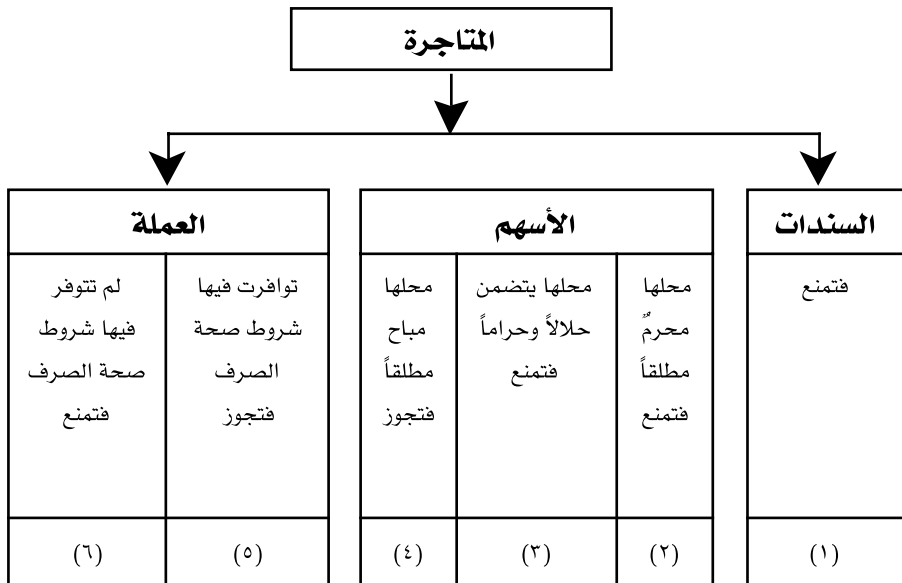 المتاجرة
السندات
فتمنع
(١)
الأسهم
محلها
محرمٌ
مطلقاً
فتمنع
(٢)
محلها يتضمن
حلالاً وحراماً
فتمنع
(٣)
محلها
مباح
مطلقاً
فتجوز
(٤)
العملة
توافرت فيها
شروط صحة
الصرف
فتجوز
(٥)
لم تتوفر
فيها شروط
صحة الصرف
فتمنع
(٦)